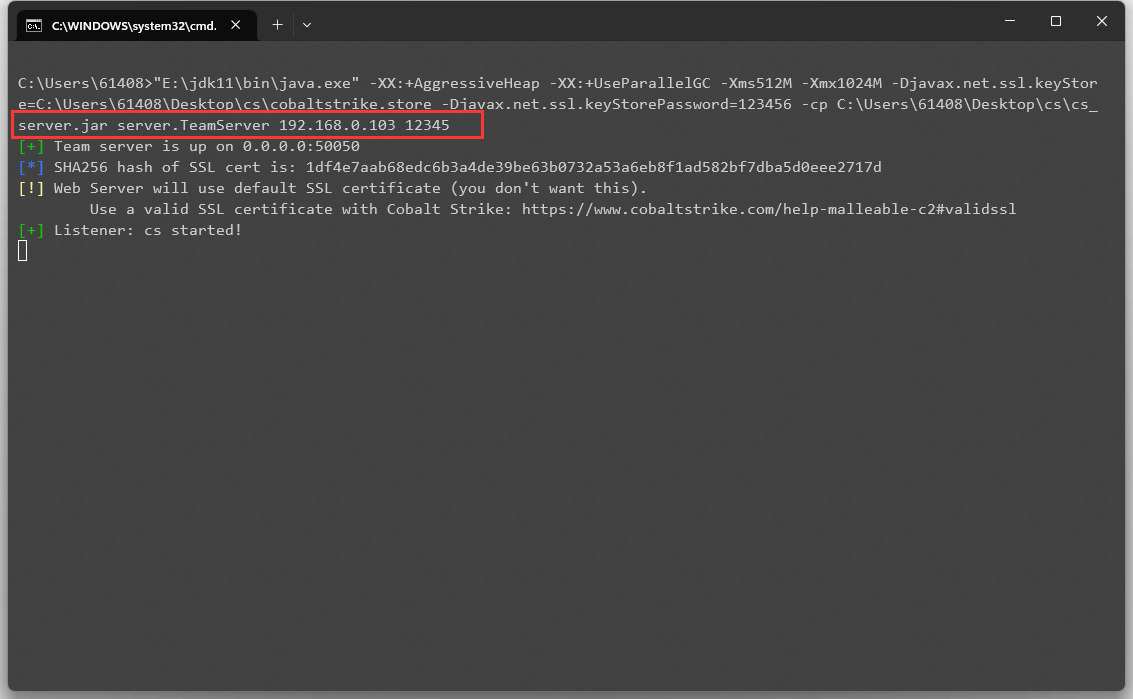 C:\WINDOWS\system32\cmd.
C:\Users\61408>"E:\jdk11\bin\java.exe" -XX:+AggressiveHeap -XX:+UseParallelGC -Xms512M -Xmx1024M -Djavax.net.ssl.keyStor
e=C:\Users\61408\Desktop\cs\cobaltstrike.store -Djavax.net.ssl.keyStorePassword=123456 -cp C:\Users\61408\Desktop\cs\cs_
server.jar server.TeamServer 192.168.0.103 12345
[+] Team server is up on 0.0.0.0:50050
[*] SHA256 hash of SSL cert is: 1df4e7aab68edc6b3a4de39be63b0732a53a6eb8f1ad582bf7dba5d0eee2717d
[!] Web Server will use default SSL certificate (you don't want this).
Use a valid SSL certificate with Cobalt Strike: https://www.cobaltstrike.com/help-malleable-c2#validssl
[+] Listener: cs started!